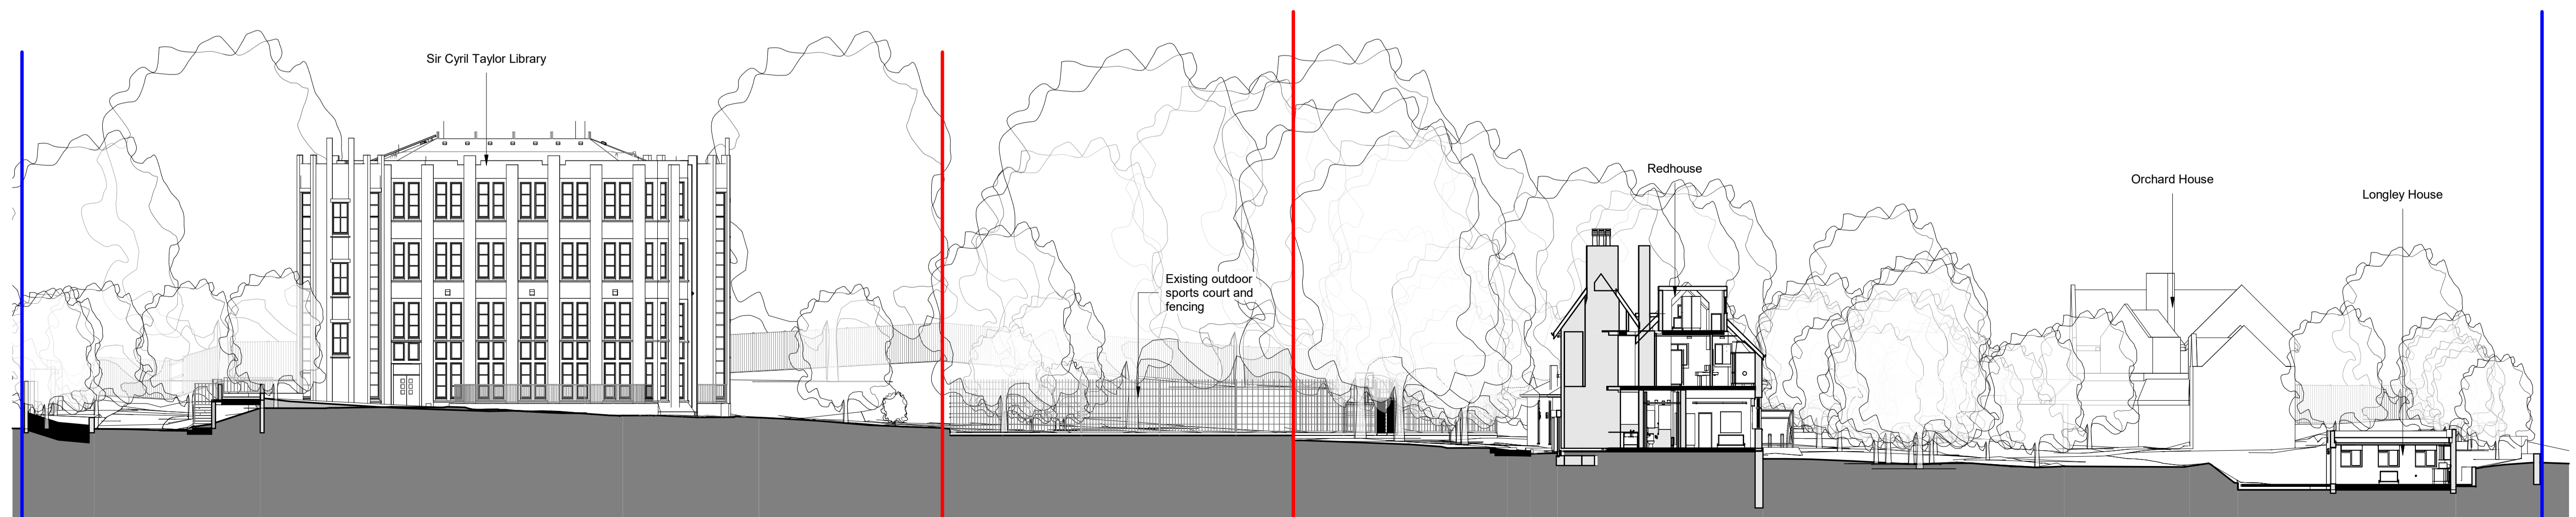 Sir Cyril Taylor Library
Redhouse
Orchard House
Longley House
Existing outdoor
sports court and
fencing